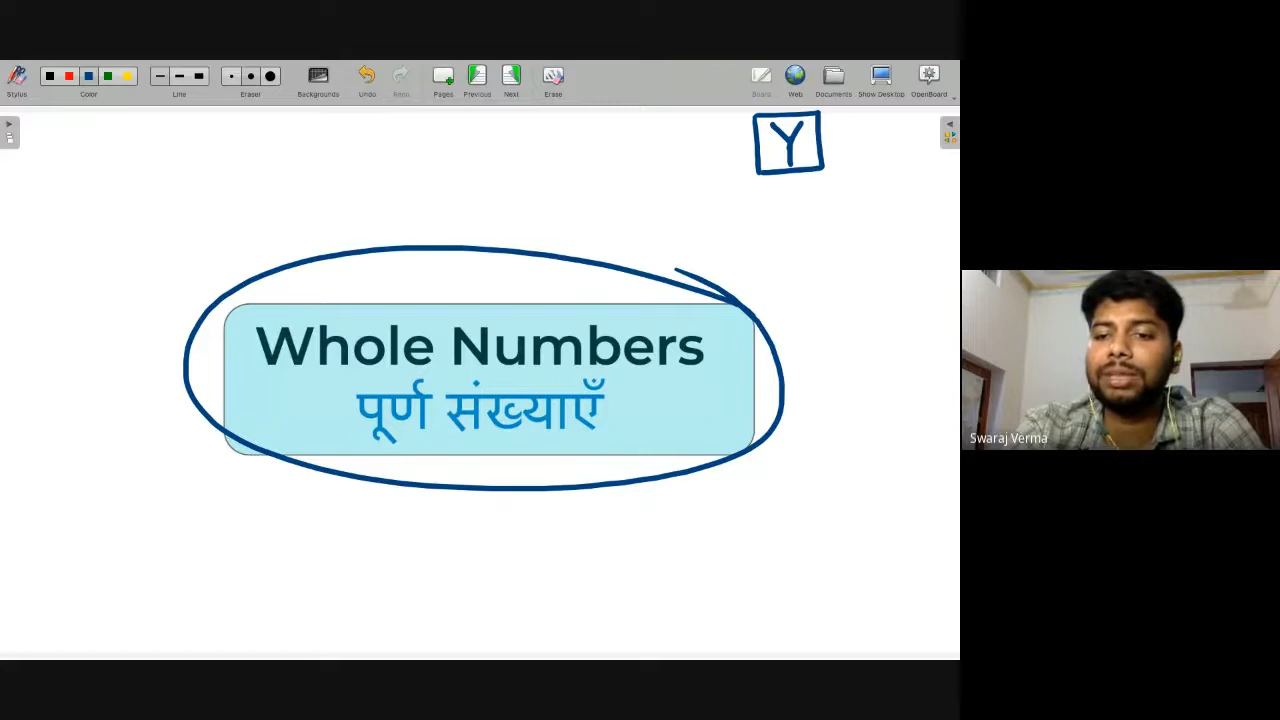 Stylus
Color
Line
Eraser
Backgrounds
Undo
Redo
Pages
Previous
Next
Erase
Board
Web
Documents
Show Desktop
OpenBoard
Y
Whole Numbers
पूर्ण संख्याएँ
Swaraj Verma